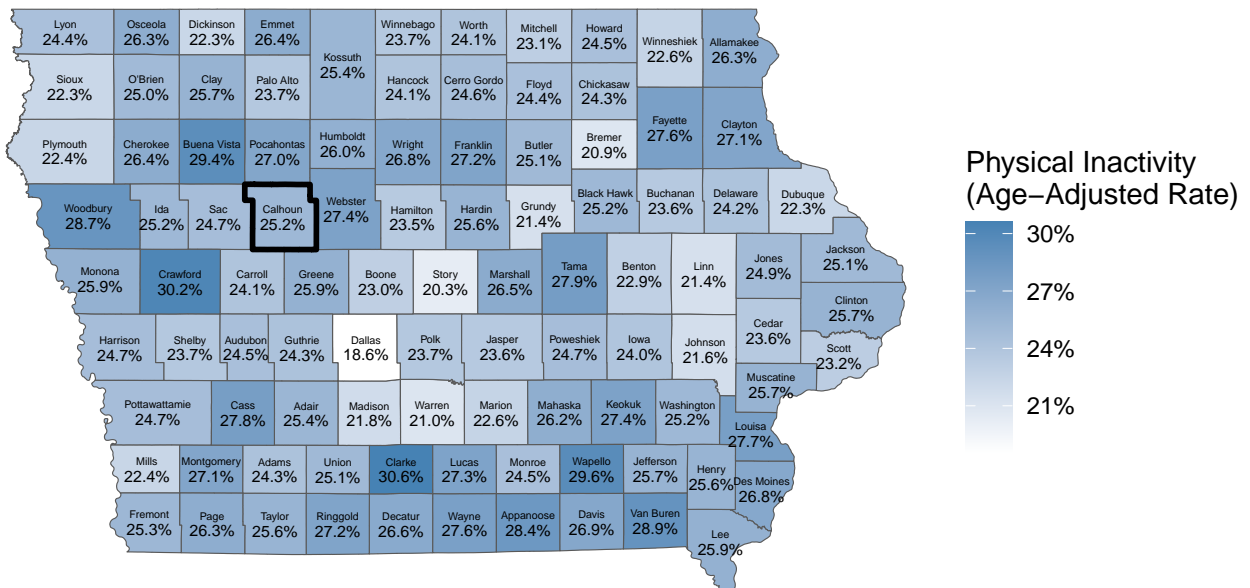 Lyon
24.4%
Osceola
26.3%
Dickinson
22.3%
Emmet
26.4%
Kossuth
25.4%
Winnebago
23.7%
Worth
24.1%
Mitchell
23.1%
Howard
24.5%
Winneshiek
22.6%
Allamakee
26.3%
Sioux
22.3%
O'Brien
25.0%
Clay
25.7%
Palo Alto
23.7%
Hancock
24.1%
Cerro Gordo
24.6%
Floyd
24.4%
Chickasaw
24.3%
Fayette
27.6%
Clayton
27.1%
Plymouth
22.4%
Cherokee
26.4%
Buena Vista
29.4%
Pocahontas
27.0%
Humboldt
26.0%
Wright
26.8%
Franklin
27.2%
Butler
25.1%
Bremer
20.9%
Woodbury
28.7%
Ida
25.2%
Sac
24.7%
Calhoun
25.2%
Webster
27.4%
Hamilton
23.5%
Hardin
25.6%
Grundy
21.4%
Black Hawk
25.2%
Buchanan
23.6%
Delaware
24.2%
Dubuque
22.3%
Monona
25.9%
Crawford
30.2%
Carroll
24.1%
Greene
25.9%
Boone
23.0%
Story
20.3%
Marshall
26.5%
Tama
27.9%
Benton
22.9%
Linn
21.4%
Jones
24.9%
Jackson
25.1%
Clinton
25.7%
Harrison
24.7%
Shelby
23.7%
Audubon
24.5%
Guthrie
24.3%
Dallas
18.6%
Polk
23.7%
Jasper
23.6%
Poweshiek
24.7%
Iowa
24.0%
Johnson
21.6%
Cedar
23.6%
Scott
23.2%
Muscatine
25.7%
Pottawattamie
24.7%
Cass
27.8%
Adair
25.4%
Madison
21.8%
Warren
21.0%
Marion
22.6%
Mahaska
26.2%
Keokuk
27.4%
Washington
25.2%
Louisa
27.7%
Mills
22.4%
Montgomery
27.1%
Adams
24.3%
Union
25.1%
Clarke
30.6%
Lucas
27.3%
Monroe
24.5%
Wapello
29.6%
Jefferson
25.7%
Henry
25.6%
Des Moines
26.8%
Fremont
25.3%
Page
26.3%
Taylor
25.6%
Ringgold
27.2%
Decatur
26.6%
Wayne
27.6%
Appanoose
28.4%
Davis
26.9%
Van Buren
28.9%
Lee
25.9%
Physical Inactivity
(Age−Adjusted Rate)
30%
27%
24%
21%